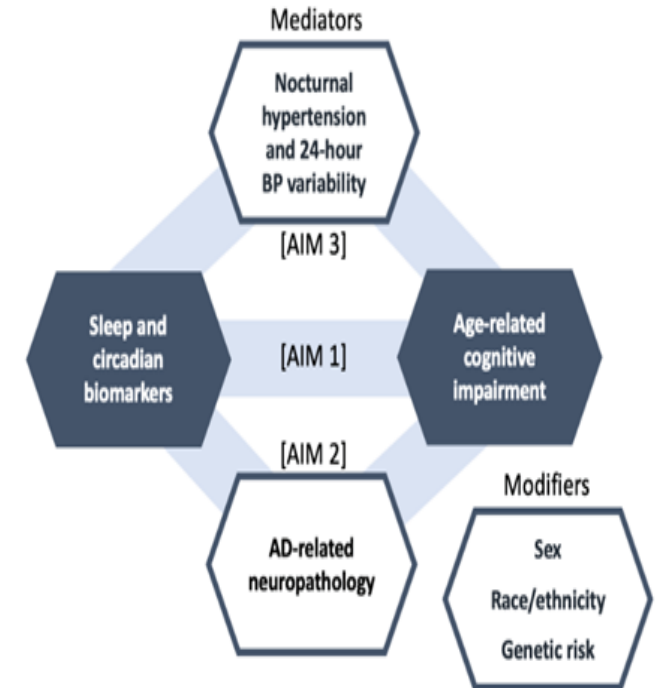 Mediators
Nocturnal
hypertension
and 24-hour
BP variability
[AIM 3]
Sleep and
circadian
biomarkers
[AIM 1]
Age-related
cognitive
impairment
[AIM 2]
AD-related
neuropathology
Modifiers
Sex
Race/ethnicity
Genetic risk